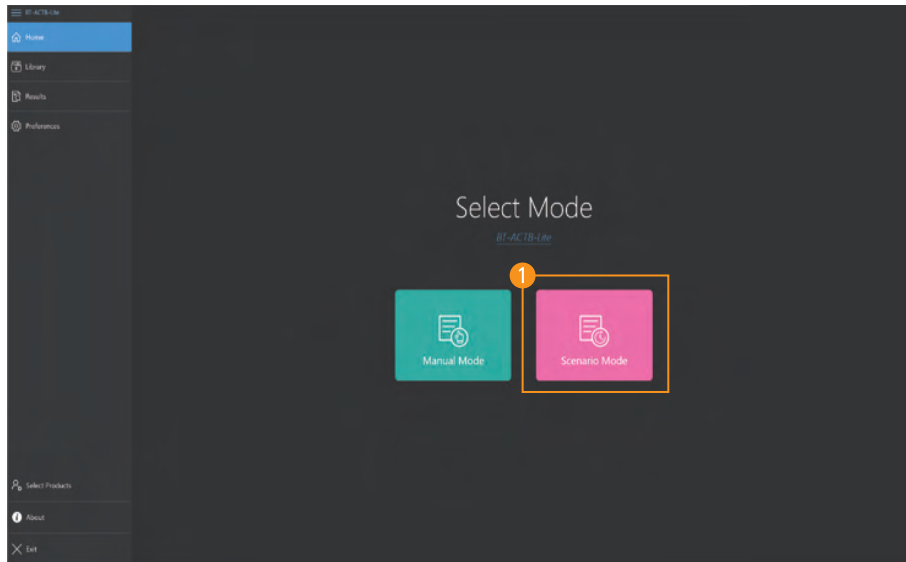 BT-ACTB-Lite
Home
Library
Results
Preferences
Select Mode
BT-ACTB-Lite
1
Manual Mode
Scenario Mode
Select Products
About
Exit